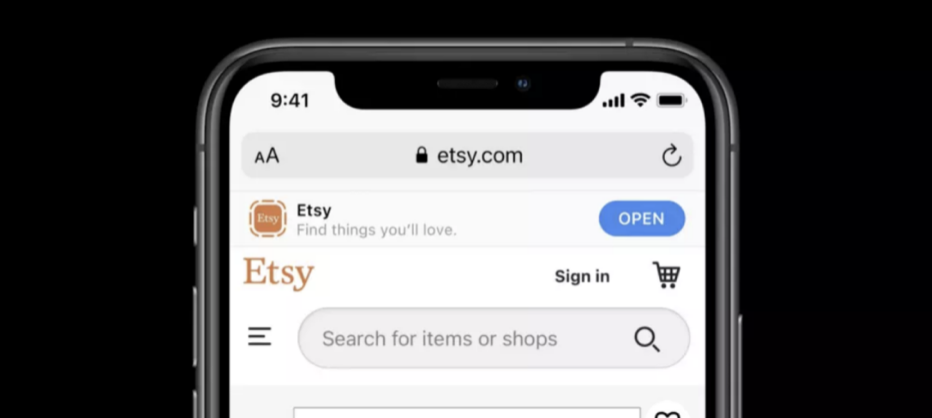 9:41
AA etsy.com
Etsy Etsy
Find things you'll love.
OPEN
Etsy Sign in
Search for items or shops